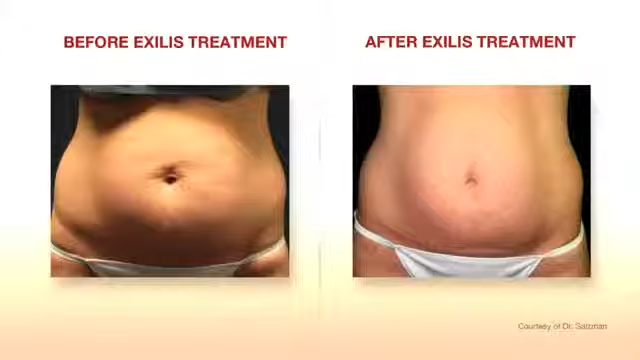 BEFORE EXILIS TREATMENT
AFTER EXILIS TREATMENT
Courtesy of Dr. Salzman